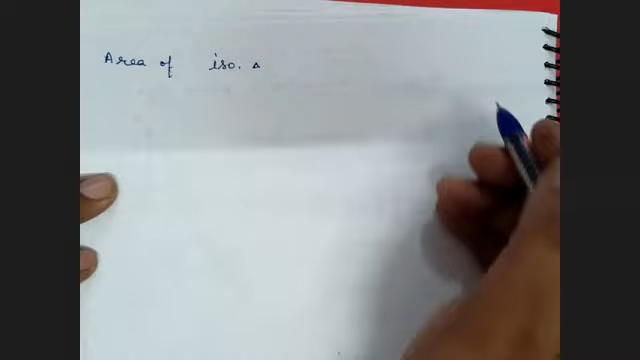 Area of iso. Δ